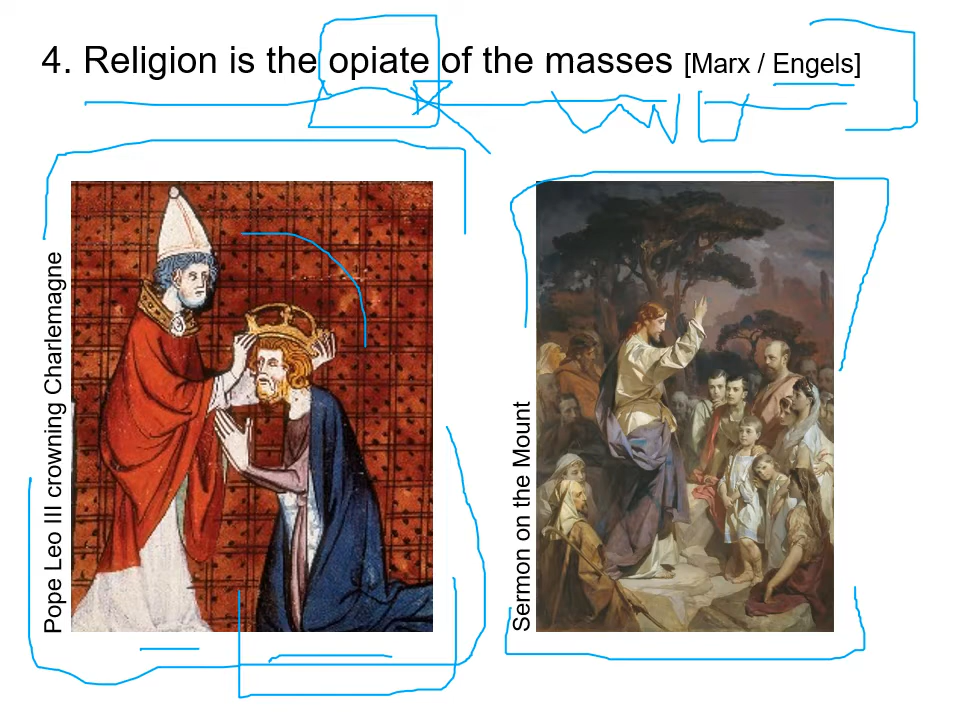 4. Religion is the opiate of the masses [Marx / Engels]
Pope Leo III crowning Charlemagne
Sermon on the Mount